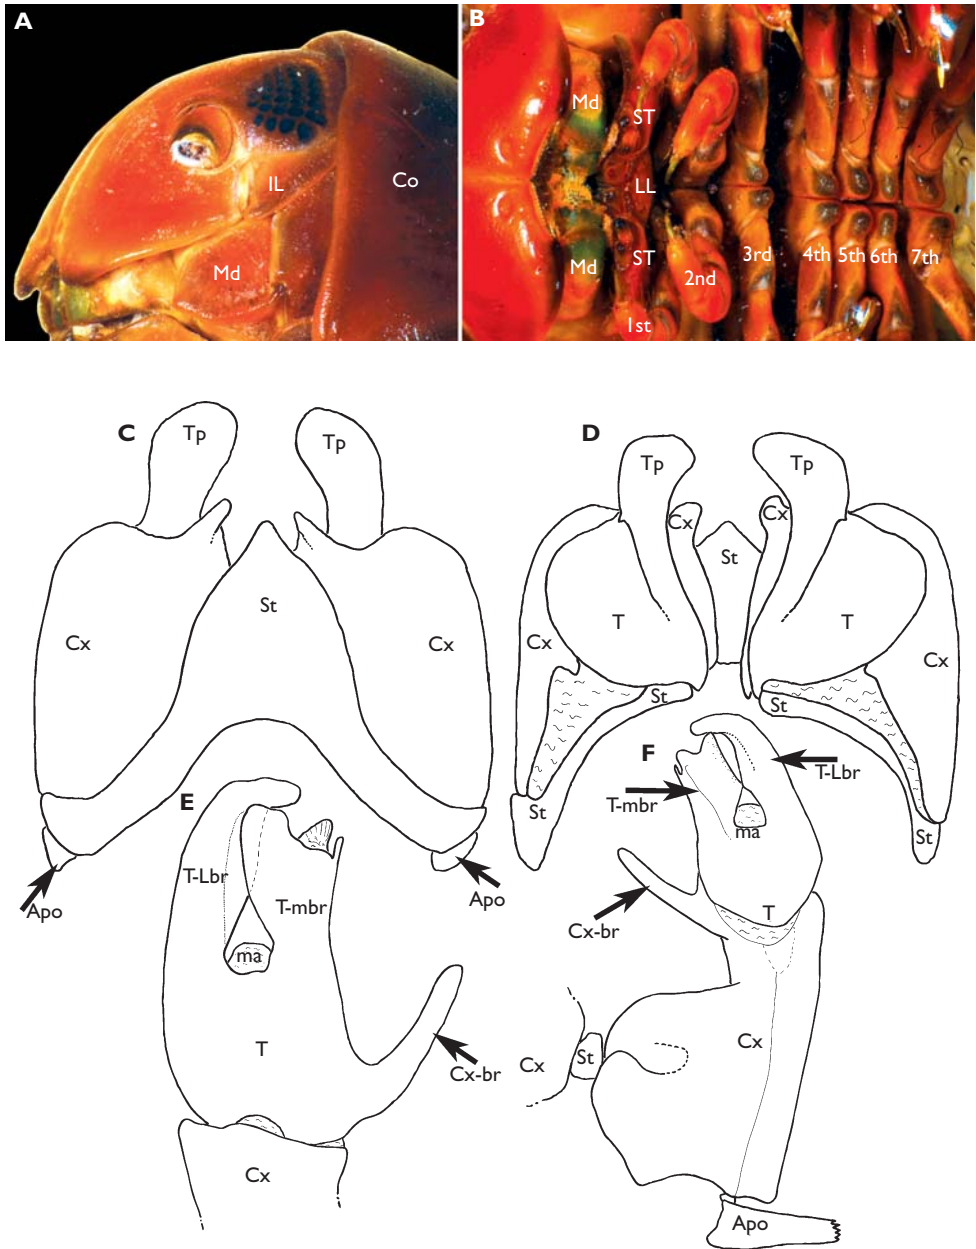 A
IL
Co
Md
B
Md
ST
LL
ST
Md
1st
2nd
3rd
4th
5th
6th
7th
C
Tp
Tp
St
Cx
Cx
Apo
Apo
D
Tp
Tp
Cx
Cx
St
T
T
Cx
Cx
St
St
St
St
E
T-Lbr
T-mbr
ma
T
Cx-br
Cx
F
T-Lbr
T-mbr
ma
T
Cx-br
Cx
St
Cx
Apo